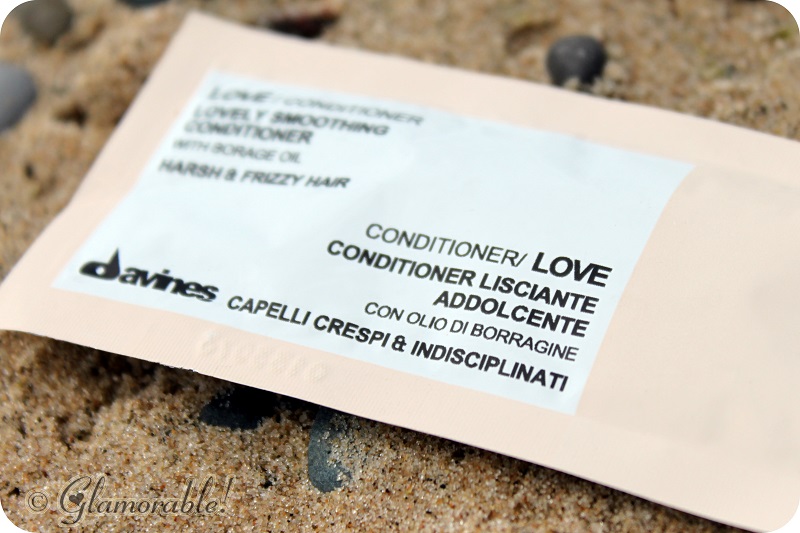 LOVE / CONDITIONER
LOVELY SMOOTHING
CONDITIONER
WITH BORAGE OIL
HARSH & FRIZZY HAIR
CONDITIONER/ LOVE
CONDITIONER LISCIANTE
ADDOLCENTE
CON OLIO DI BORRAGINE
CAPELLI CRESPI & INDISCIPLINATI
davines
© Glamorable!